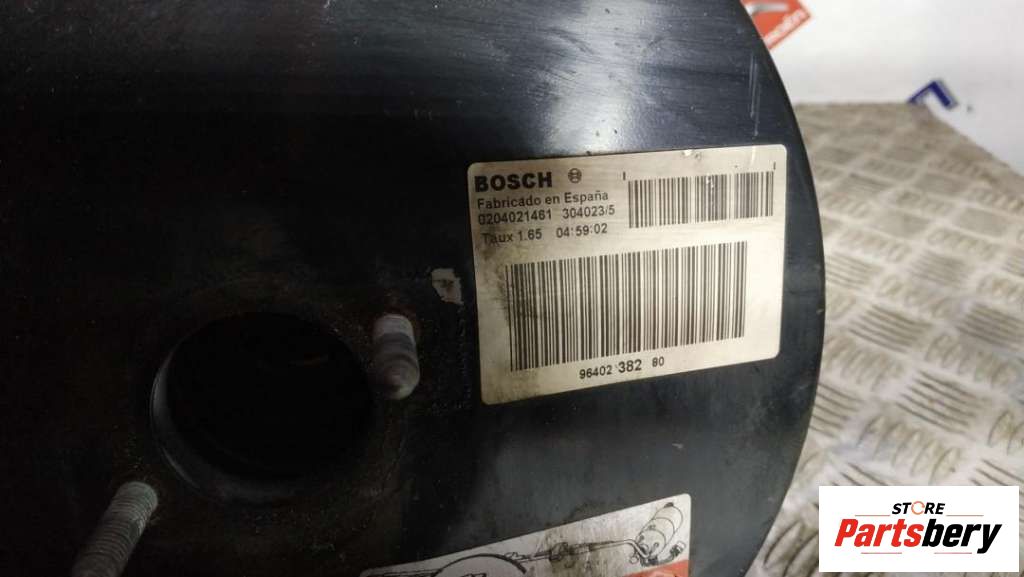 BOSCH
Fabricado en España
0204021461 304023/5
Taux 1.65 04:59:02
96402 382 80
STORE
Partsbery